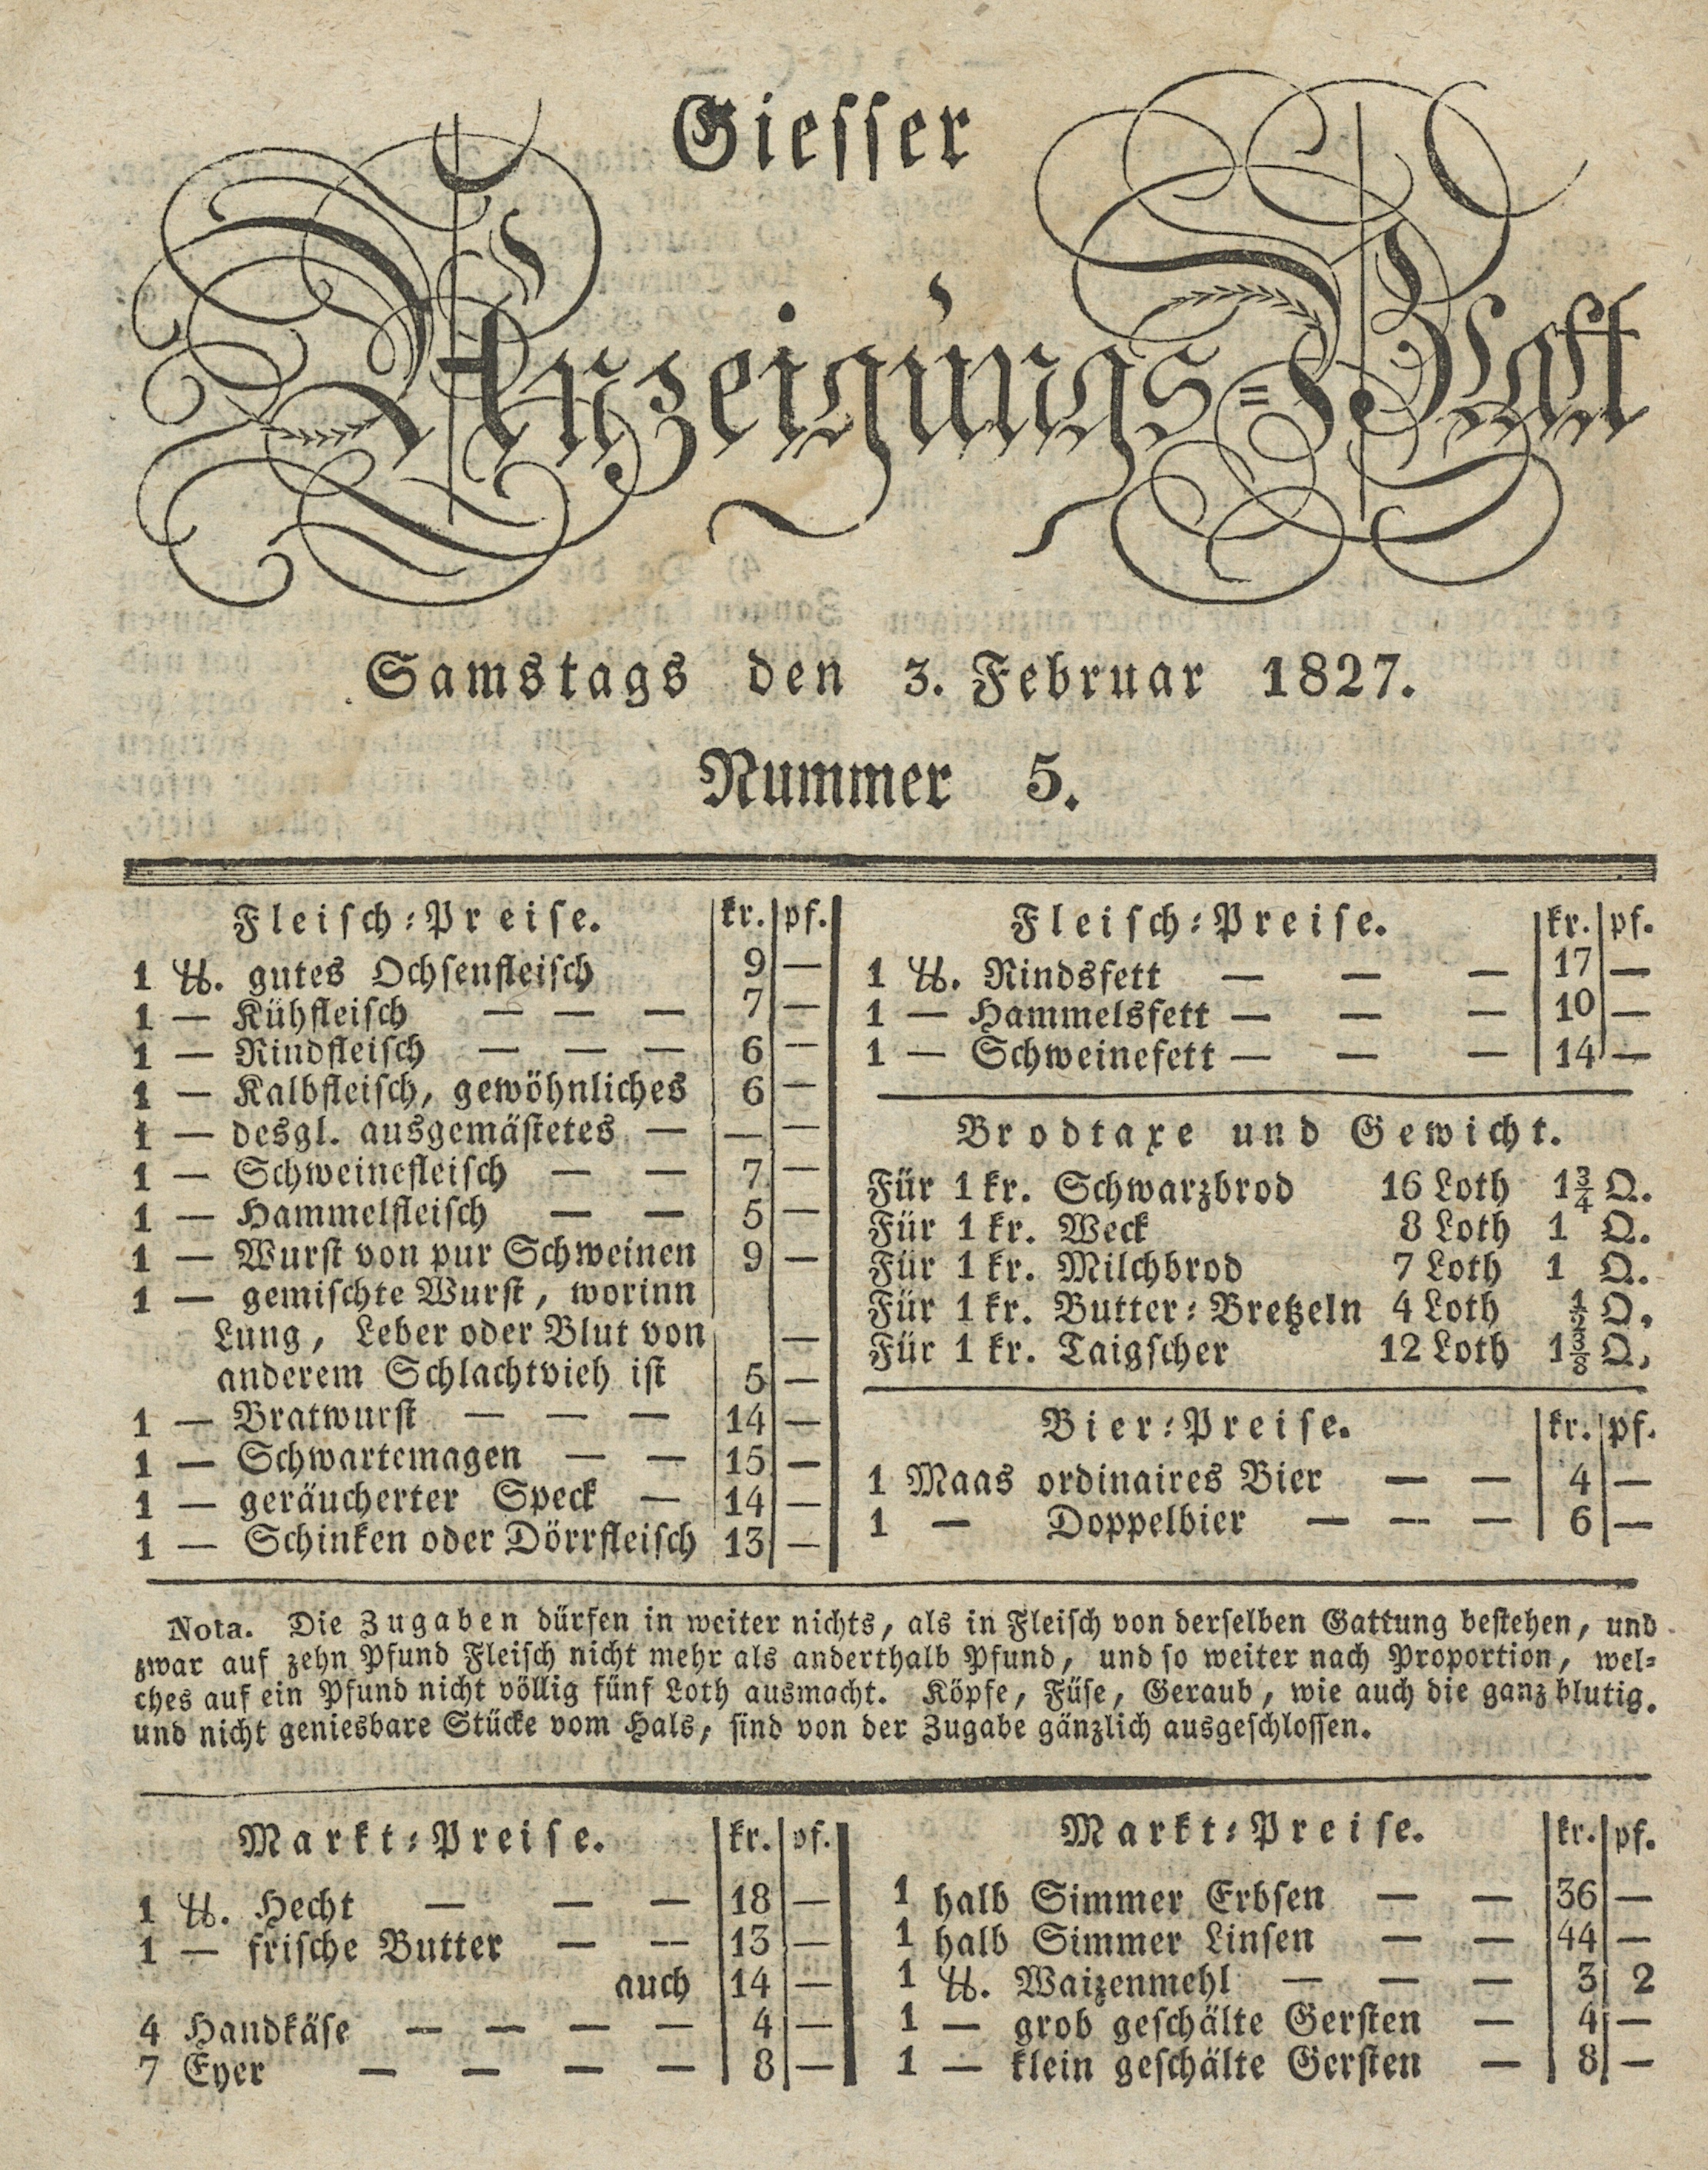 Giesser
Anzeigungs=Blatt
Samstags den 3. Februar 1827.
Nummer 5.
Fleisch-Preise. kr. pf.
1 ℔. gutes Ochsenfleisch 9 —
1 — Kühfleisch — — — 7 —
1 — Rindfleisch — — — 6 —
1 — Kalbfleisch, gewöhnliches 6 —
1 — desgl. ausgemästetes — — —
1 — Schweinefleisch — — 7 —
1 — Hammelfleisch — — 5 —
1 — Wurst von pur Schweinen 9 —
1 — gemischte Wurst, worinn
Lung, Leber oder Blut von —
anderem Schlachtvieh ist 5 —
1 — Bratwurst — — — 14 —
1 — Schwartemagen — — 15 —
1 — geräucherter Speck — 14 —
1 — Schinken oder Dörrfleisch 13 —
Fleisch-Preise. kr. pf.
1 ℔. Rindsfett — — — 17 —
1 — Hammelsfett — — — 10 —
1 — Schweinefett — — — 14 —
Brodtaxe und Gewicht.
Für 1 kr. Schwarzbrod 16 Loth 1¾ Q.
Für 1 kr. Weck 8 Loth 1 Q.
Für 1 kr. Milchbrod 7 Loth 1 Q.
Für 1 kr. Butter-Bretzeln 4 Loth ½ Q.
Für 1 kr. Taigscher 12 Loth 1⅜ Q.
Bier-Preise. kr. pf.
1 Maas ordinaires Bier — — 4 —
1 — Doppelbier — — — 6 —
Nota. Die Zugaben dürfen in weiter nichts, als in Fleisch von derselben Gattung bestehen, und
zwar auf zehn Pfund Fleisch nicht mehr als anderthalb Pfund, und so weiter nach Proportion, wel-
ches auf ein Pfund nicht völlig fünf Loth ausmacht. Köpfe, Füse, Geraub, wie auch die ganz blutig.
und nicht geniesbare Stücke vom Hals, sind von der Zugabe gänzlich ausgeschlossen.
Markt-Preise. kr. pf.
1 ℔. Hecht — — — 18 —
1 — frische Butter — — 13 —
auch 14 —
4 Handkäse — — — — 4 —
7 Eyer — — — — 8 —
Markt-Preise. kr. pf.
1 halb Simmer Erbsen — — 36 —
1 halb Simmer Linsen — — 44 —
1 ℔. Waizenmehl — — — 3 2
1 — grob geschälte Gersten — 4 —
1 — klein geschälte Gersten — 8 —